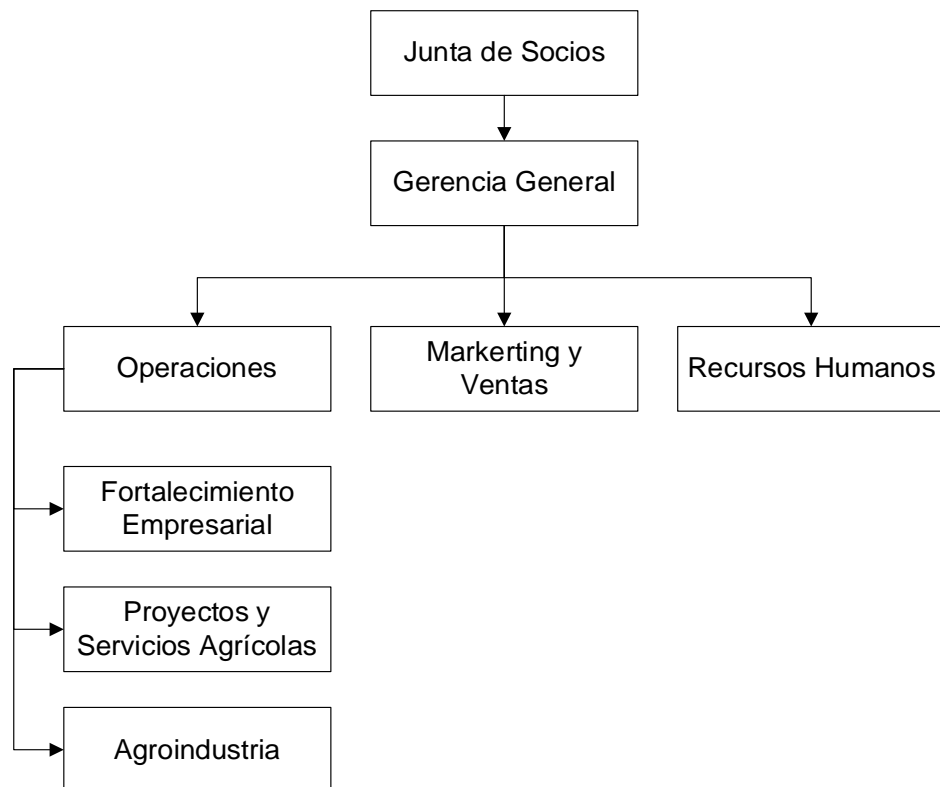 Junta de Socios
Gerencia General
Operaciones
Markerting y
Ventas
Recursos Humanos
Fortalecimiento
Empresarial
Proyectos y
Servicios Agrícolas
Agroindustria